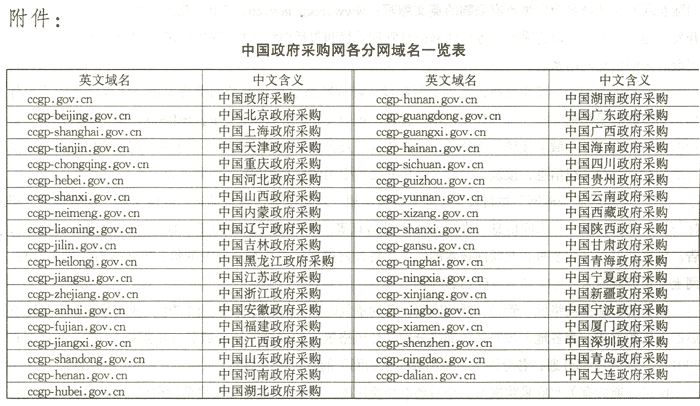 附件：
中国政府采购网各分网域名一览表
英文域名 中文含义 英文域名 中文含义
ccgp.gov.cn 中国政府采购 ccgp-hunan.gov.cn 中国湖南政府采购
ccgp-beijing.gov.cn 中国北京政府采购 ccgp-guangdong.gov.cn 中国广东政府采购
ccgp-shanghai.gov.cn 中国上海政府采购 ccgp-guangxi.gov.cn 中国广西政府采购
ccgp-tianjin.gov.cn 中国天津政府采购 ccgp-hainan.gov.cn 中国海南政府采购
ccgp-chongqing.gov.cn 中国重庆政府采购 ccgp-sichuan.gov.cn 中国四川政府采购
ccgp-hebei.gov.cn 中国河北政府采购 ccgp-guizhou.gov.cn 中国贵州政府采购
ccgp-shanxi.gov.cn 中国山西政府采购 ccgp-yunnan.gov.cn 中国云南政府采购
ccgp-neimeng.gov.cn 中国内蒙政府采购 ccgp-xizang.gov.cn 中国西藏政府采购
ccgp-liaoning.gov.cn 中国辽宁政府采购 ccgp-shanxi.gov.cn 中国陕西政府采购
ccgp-jilin.gov.cn 中国吉林政府采购 ccgp-gansu.gov.cn 中国甘肃政府采购
ccgp-heilongj.gov.cn 中国黑龙江政府采购 ccgp-qinghai.gov.cn 中国青海政府采购
ccgp-jiangsu.gov.cn 中国江苏政府采购 ccgp-ningxia.gov.cn 中国宁夏政府采购
ccgp-zhejiang.gov.cn 中国浙江政府采购 ccgp-xinjiang.gov.cn 中国新疆政府采购
ccgp-anhui.gov.cn 中国安徽政府采购 ccgp-ningbo.gov.cn 中国宁波政府采购
ccgp-fujian.gov.cn 中国福建政府采购 ccgp-xiamen.gov.cn 中国厦门政府采购
ccgp-jiangxi.gov.cn 中国江西政府采购 ccgp-shenzhen.gov.cn 中国深圳政府采购
ccgp-shandong.gov.cn 中国山东政府采购 ccgp-qingdao.gov.cn 中国青岛政府采购
ccgp-henan.gov.cn 中国河南政府采购 ccgp-dalian.gov.cn 中国大连政府采购
ccgp-hubei.gov.cn 中国湖北政府采购